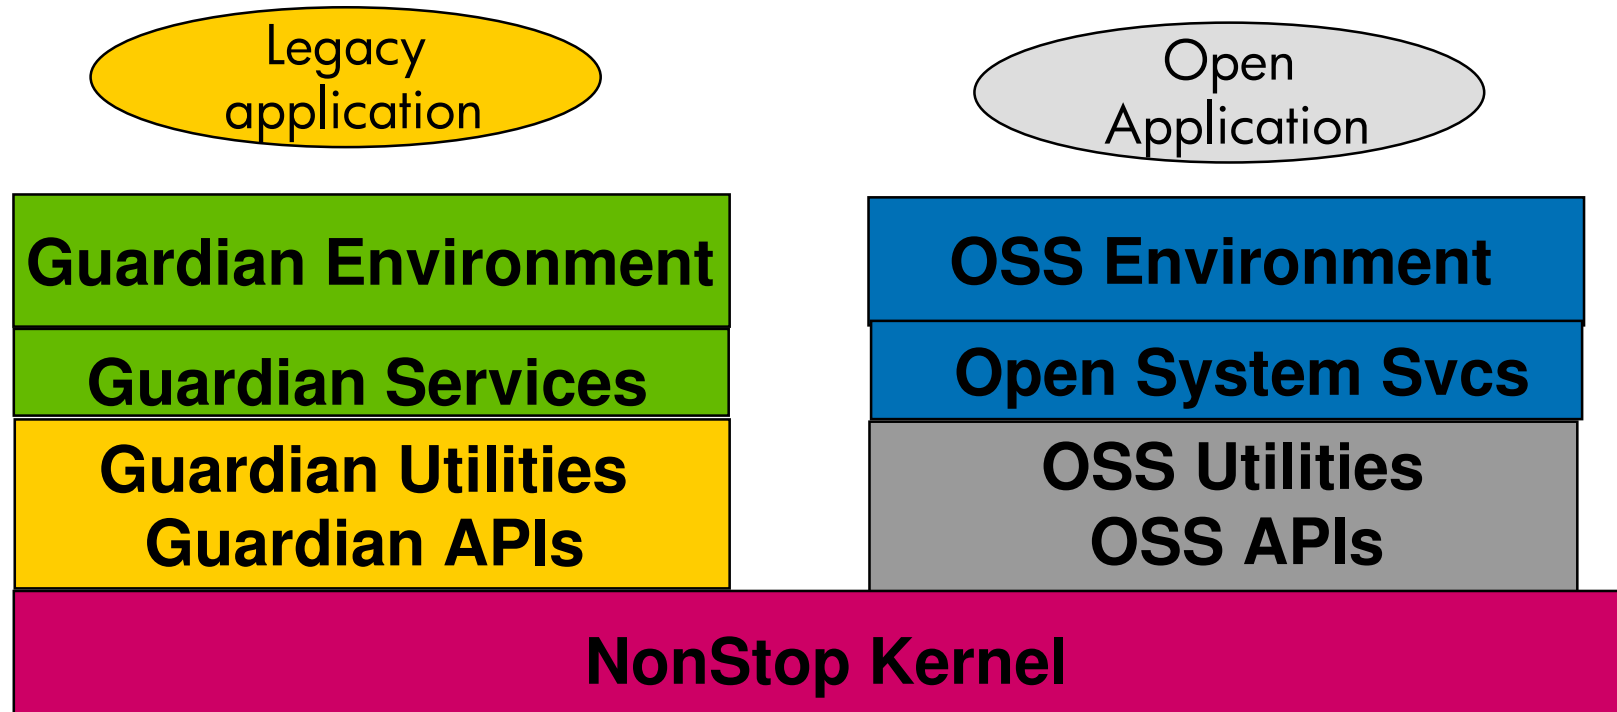 Legacy
application
Guardian Environment
Guardian Services
Guardian Utilities
Guardian APIs
Open
Application
OSS Environment
Open System Svcs
OSS Utilities
OSS APIs
NonStop Kernel